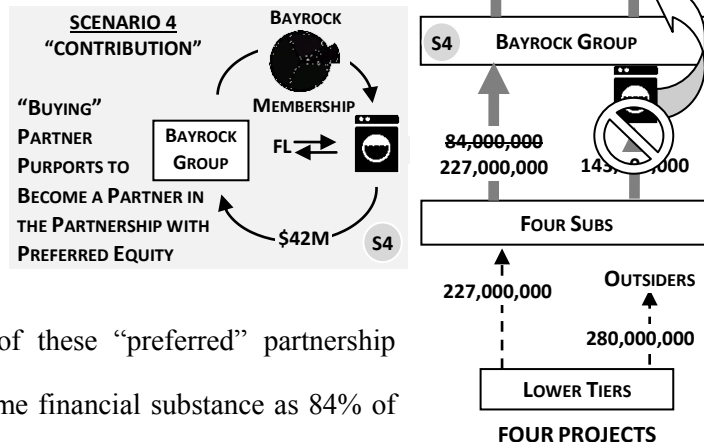 SCENARIO 4
“CONTRIBUTION”
BAYROCK
MEMBERSHIP
“BUYING”
PARTNER
PURPORTS TO
BECOME A PARTNER IN
THE PARTNERSHIP WITH
PREFERRED EQUITY
BAYROCK
GROUP
FL
$42M
S4
of these “preferred” partnership
me financial substance as 84% of
S4
BAYROCK GROUP
84,000,000
227,000,000
FOUR SUBS
227,000,000
OUTSIDERS
280,000,000
LOWER TIERS
FOUR PROJECTS